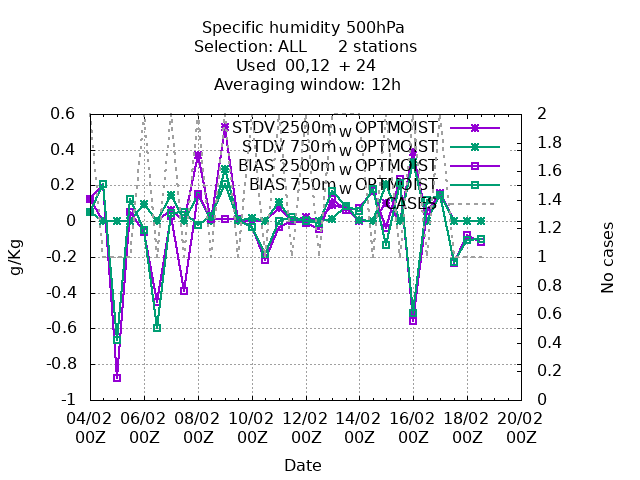 Specific humidity 500hPa
Selection: ALL 2 stations
Used 00,12 + 24
Averaging window: 12h
STDV 2500m_w OPTMOIST
STDV 750m_w OPTMOIST
BIAS 2500m_w OPTMOIST
BIAS 750m_w OPTMOIST
CASES
0.6
0.4
0.2
0
-0.2
-0.4
-0.6
-0.8
-1
g/Kg
2
1.8
1.6
1.4
1.2
1
0.8
0.6
0.4
0.2
0
No cases
04/02 06/02 08/02 10/02 12/02 14/02 16/02 18/02 20/02
00Z 00Z 00Z 00Z 00Z 00Z 00Z 00Z 00Z
Date